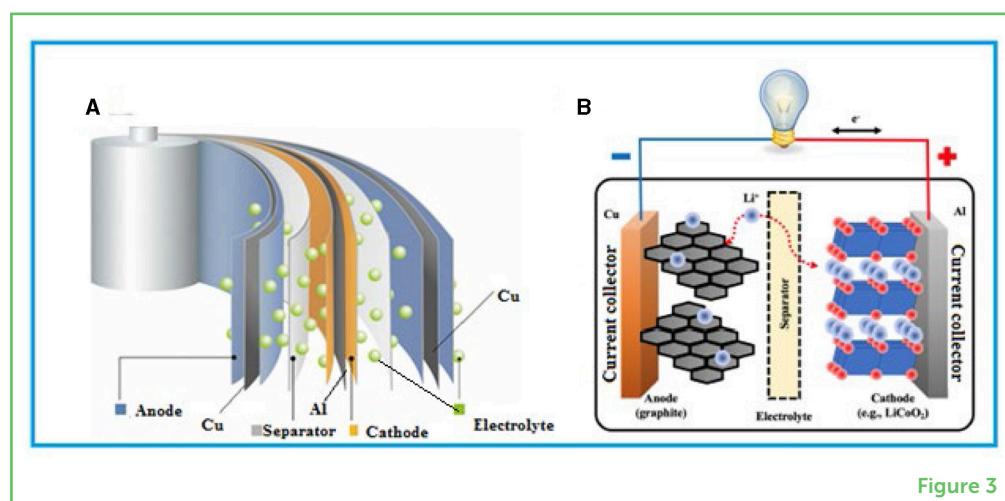 A
Cu
Anode
Cu
Al
Separator
Cathode
Electrolyte
B
e-
−
+
Li⁺
Cu
Al
Current collector
Separator
Current collector
Anode
(graphite)
Electrolyte
Cathode
(e.g., LiCoO₂)
Figure 3